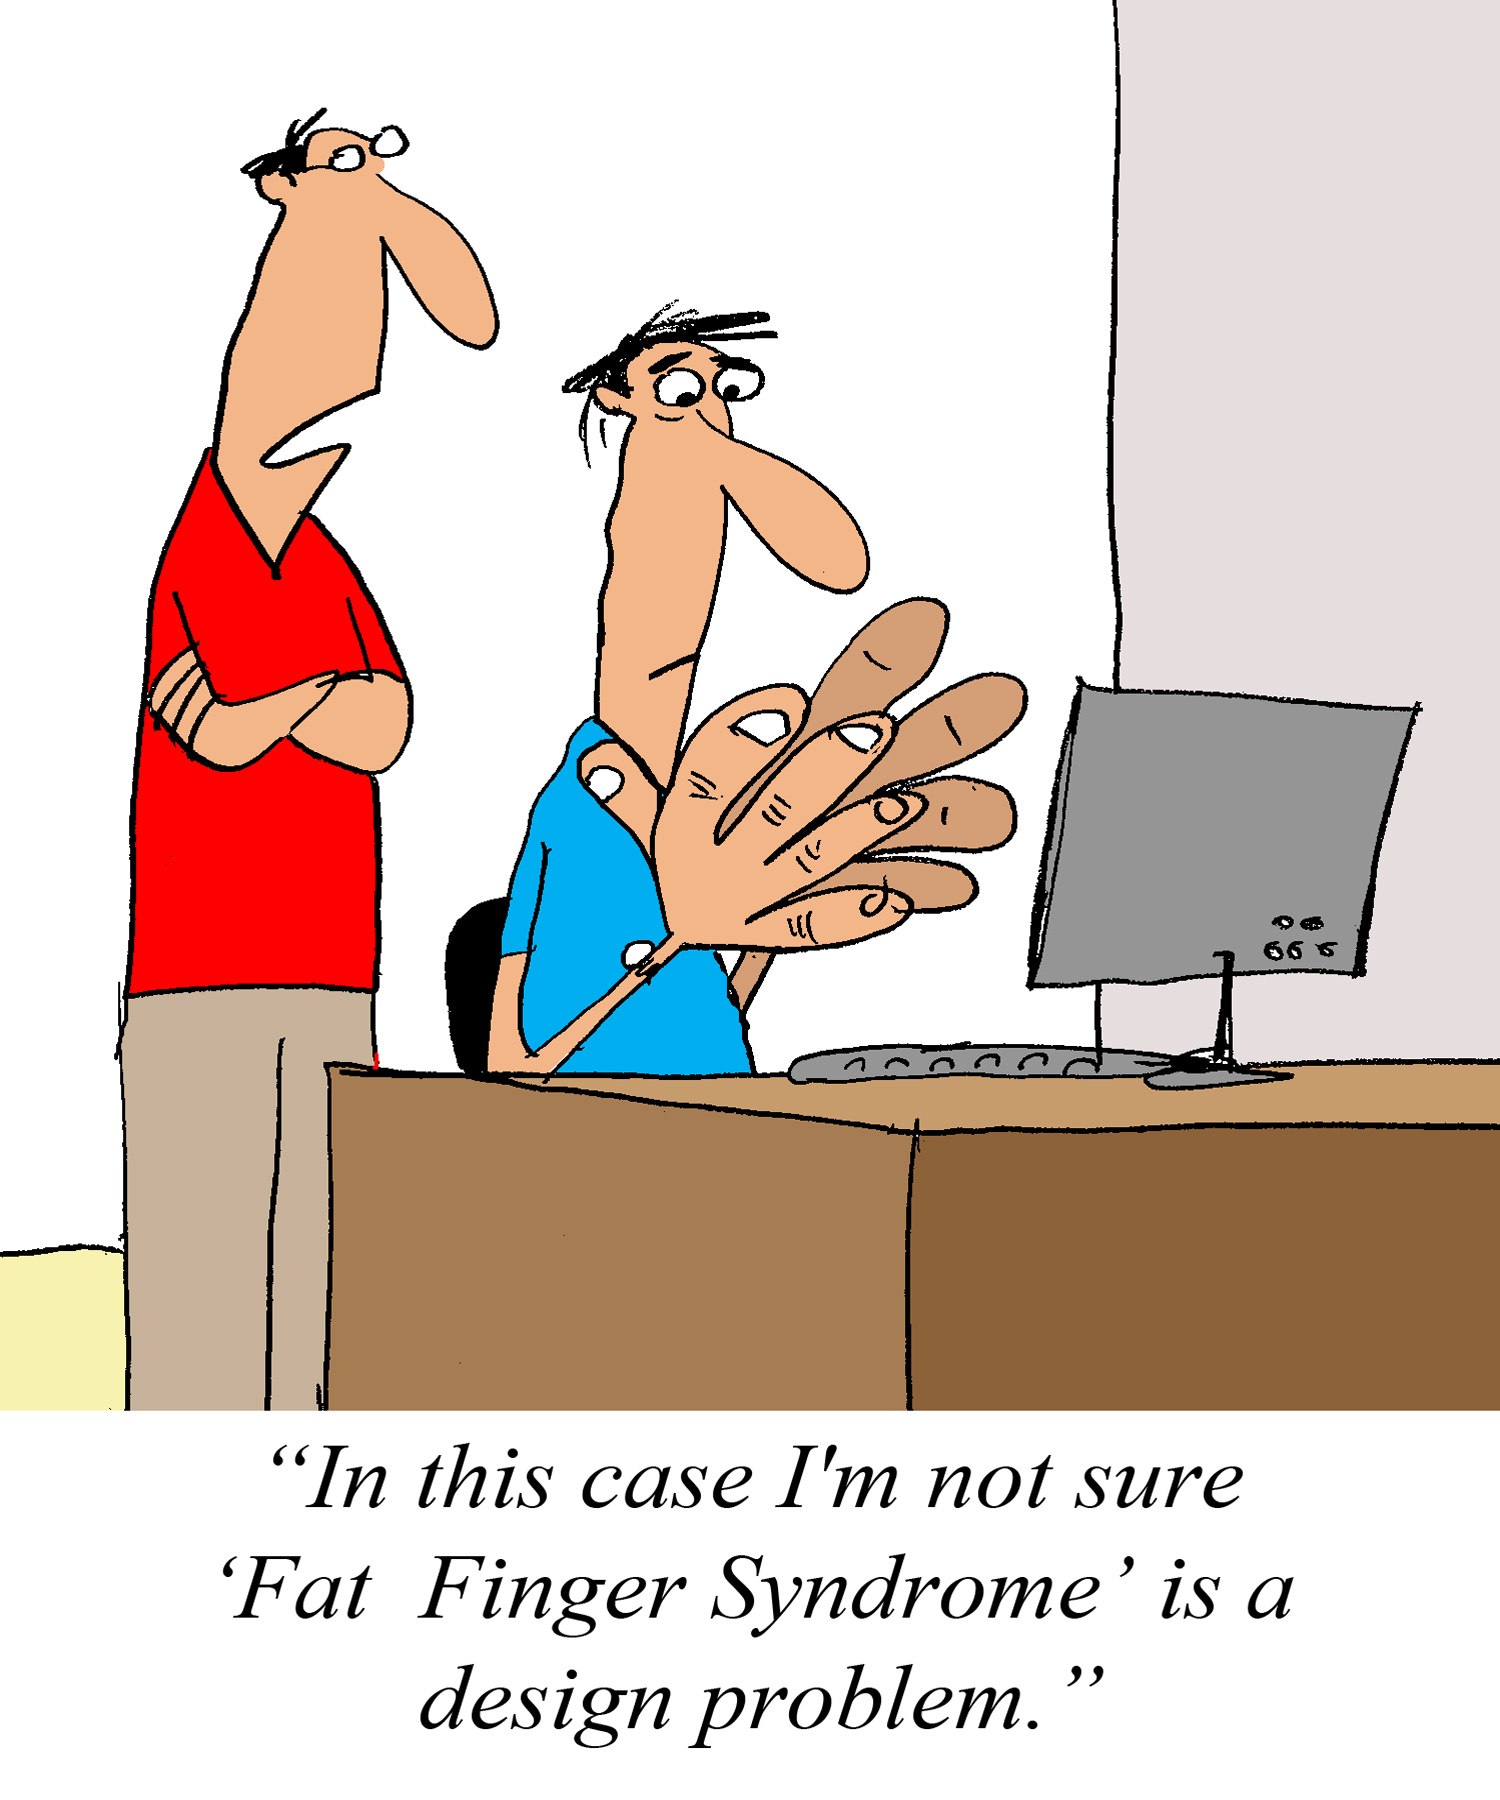 “In this case I'm not sure
‘Fat Finger Syndrome’ is a
design problem.”